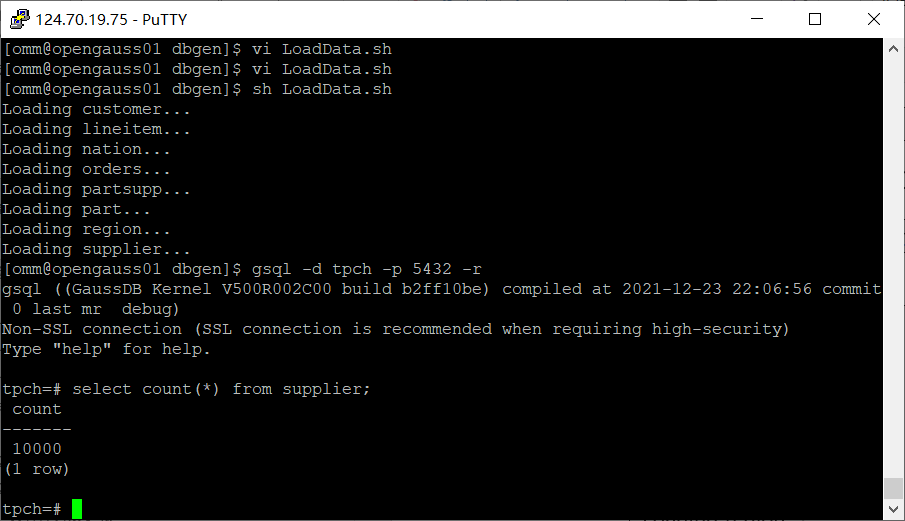 124.70.19.75 - PuTTY
[omm@opengauss01 dbgen]$ vi LoadData.sh
[omm@opengauss01 dbgen]$ vi LoadData.sh
[omm@opengauss01 dbgen]$ sh LoadData.sh
Loading customer...
Loading lineitem...
Loading nation...
Loading orders...
Loading partsupp...
Loading part...
Loading region...
Loading supplier...
[omm@opengauss01 dbgen]$ gsql -d tpch -p 5432 -r
gsql ((GaussDB Kernel V500R002C00 build b2ff10be) compiled at 2021-12-23 22:06:56 commit
 0 last mr  debug)
Non-SSL connection (SSL connection is recommended when requiring high-security)
Type "help" for help.
tpch=# select count(*) from supplier;
 count
-------
 10000
(1 row)
tpch=#